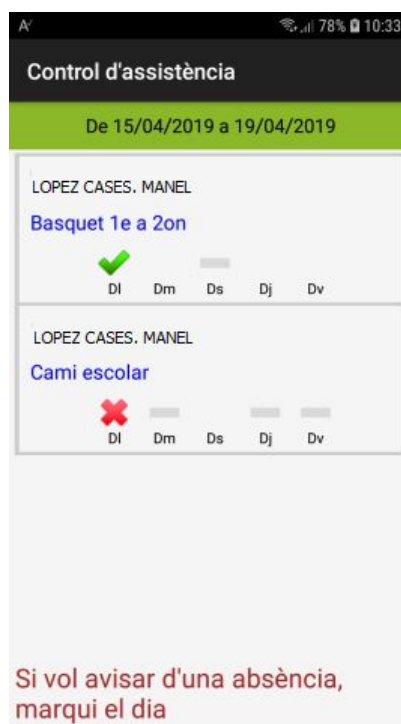 78% 10:33
Control d'assistència
De 15/04/2019 a 19/04/2019
LOPEZ CASES. MANEL
Basquet 1e a 2on
Dl Dm Ds Dj Dv
LOPEZ CASES. MANEL
Cami escolar
Dl Dm Ds Dj Dv
Si vol avisar d'una absència,
marqui el dia